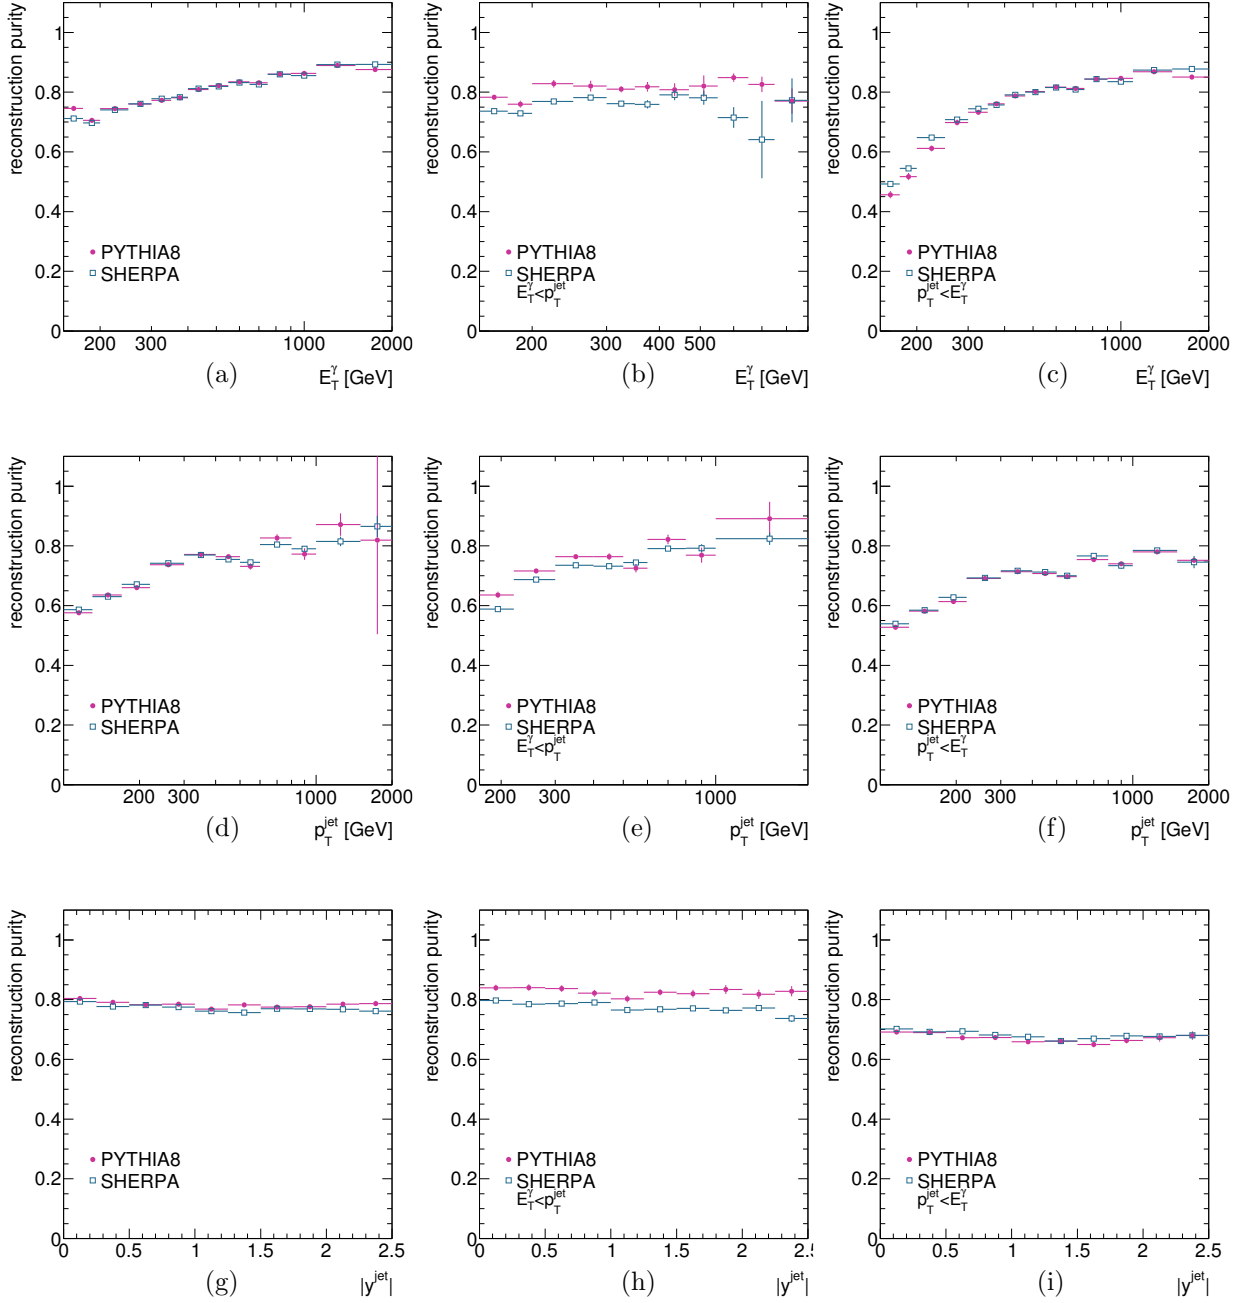 reconstruction purity
1
0.8
0.6
0.4
0.2
0
PYTHIA8
SHERPA
200 300 1000 2000
E_T^γ [GeV]
(a)
reconstruction purity
1
0.8
0.6
0.4
0.2
0
PYTHIA8
SHERPA
E_T^γ<p_T^jet
200 300 400 500
E_T^γ [GeV]
(b)
reconstruction purity
1
0.8
0.6
0.4
0.2
0
PYTHIA8
SHERPA
p_T^jet<E_T^γ
200 300 1000 2000
E_T^γ [GeV]
(c)
reconstruction purity
1
0.8
0.6
0.4
0.2
0
PYTHIA8
SHERPA
200 300 1000 2000
p_T^jet [GeV]
(d)
reconstruction purity
1
0.8
0.6
0.4
0.2
0
PYTHIA8
SHERPA
E_T^γ<p_T^jet
200 300 1000
p_T^jet [GeV]
(e)
reconstruction purity
1
0.8
0.6
0.4
0.2
0
PYTHIA8
SHERPA
p_T^jet<E_T^γ
200 300 1000 2000
p_T^jet [GeV]
(f)
reconstruction purity
1
0.8
0.6
0.4
0.2
0
PYTHIA8
SHERPA
0 0.5 1 1.5 2 2.5
|y^jet|
(g)
reconstruction purity
1
0.8
0.6
0.4
0.2
0
PYTHIA8
SHERPA
E_T^γ<p_T^jet
0 0.5 1 1.5 2 2.5
|y^jet|
(h)
reconstruction purity
1
0.8
0.6
0.4
0.2
0
PYTHIA8
SHERPA
p_T^jet<E_T^γ
0 0.5 1 1.5 2 2.5
|y^jet|
(i)